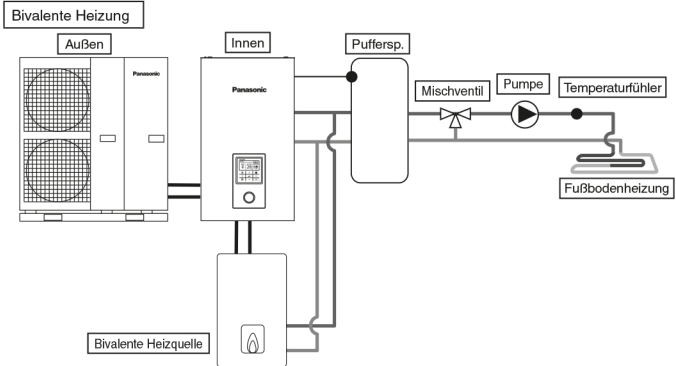 Bivalente Heizung
Außen
Innen
Puffersp.
Mischventil
Pumpe
Temperaturfühler
Panasonic
Panasonic
Fußbodenheizung
Bivalente Heizquelle